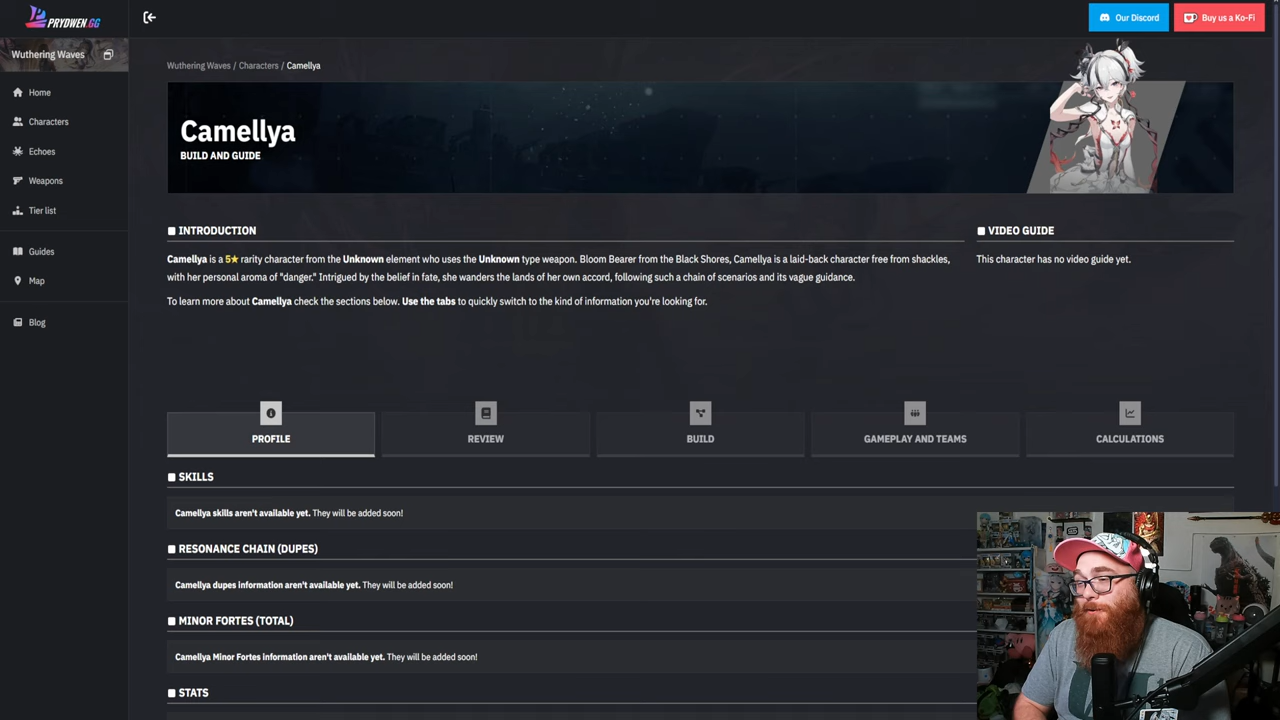 PRYDWEN.GG
Our Discord
Buy us a Ko-Fi
Wuthering Waves
Home
Characters
Echoes
Weapons
Tier list
Guides
Map
Blog
Wuthering Waves / Characters / Camellya
Camellya
BUILD AND GUIDE
INTRODUCTION
Camellya is a 5★ rarity character from the Unknown element who uses the Unknown type weapon. Bloom Bearer from the Black Shores, Camellya is a laid-back character free from shackles,
with her personal aroma of "danger." Intrigued by the belief in fate, she wanders the lands of her own accord, following such a chain of scenarios and its vague guidance.
To learn more about Camellya check the sections below. Use the tabs to quickly switch to the kind of information you're looking for.
VIDEO GUIDE
This character has no video guide yet.
PROFILE
REVIEW
BUILD
GAMEPLAY AND TEAMS
CALCULATIONS
SKILLS
Camellya skills aren't available yet. They will be added soon!
RESONANCE CHAIN (DUPES)
Camellya dupes information aren't available yet. They will be added soon!
MINOR FORTES (TOTAL)
Camellya Minor Fortes information aren't available yet. They will be added soon!
STATS